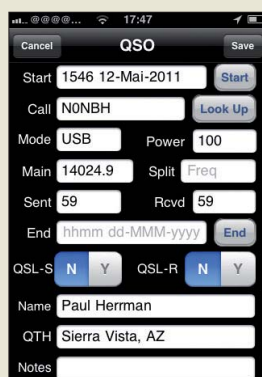 @@@@... 17:47
Cancel QSO Save
Start 1546 12-Mai-2011 Start
Call N0NBH Look Up
Mode USB Power 100
Main 14024.9 Split Freq
Sent 59 Rcvd 59
End hhmm dd-MMM-yyyy End
QSL-S N Y QSL-R N Y
Name Paul Herrman
QTH Sierra Vista, AZ
Notes